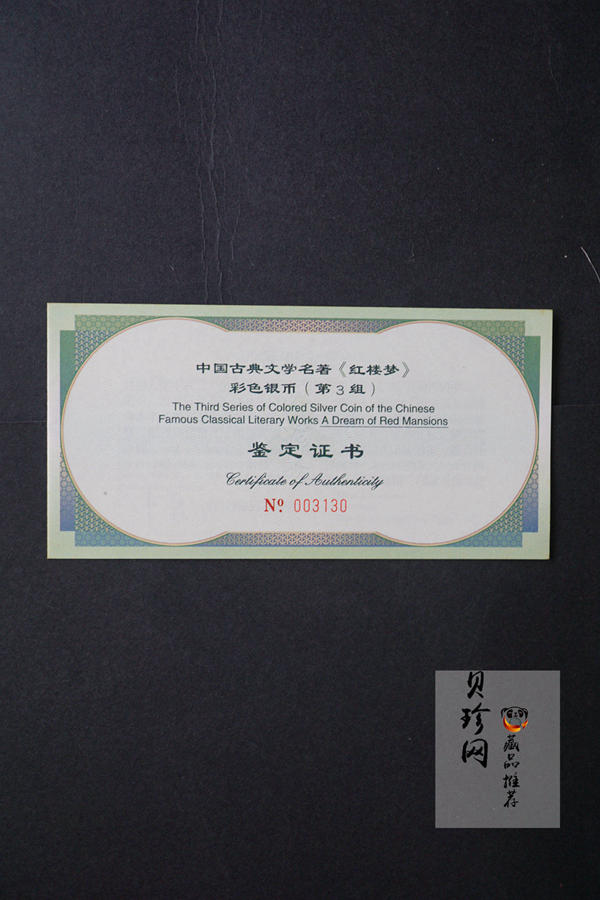 中国古典文学名著《红楼梦》
彩色银币（第3组）
The Third Series of Colored Silver Coin of the Chinese
Famous Classical Literary Works A Dream of Red Mansions
鉴定证书
Certificate of Authenticity
Nº. 003130
贝珍网
藏品推荐